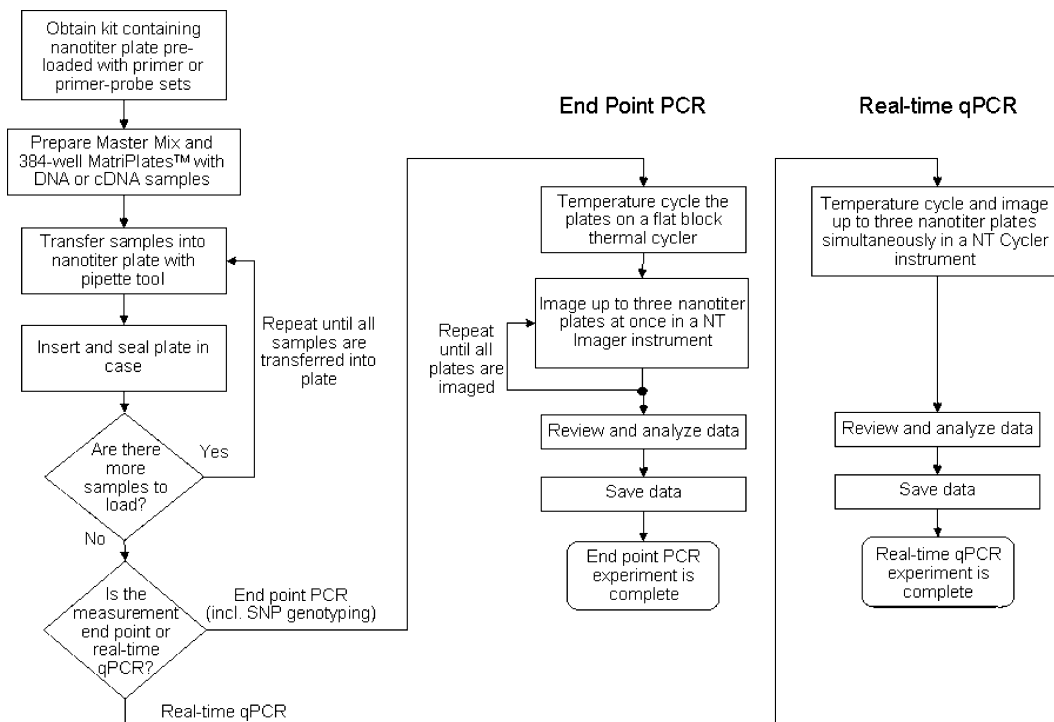 Obtain kit containing
nanotiter plate pre-
loaded with primer or
primer-probe sets
Prepare Master Mix and
384-well MatriPlates™ with
DNA or cDNA samples
Transfer samples into
nanotiter plate with
pipette tool
Insert and seal plate in
case
Repeat until all
samples are
transferred into
plate
Are there
more
samples to
load?
Yes
No
Is the
measurement
end point or
real-time
qPCR?
End point PCR
(incl. SNP genotyping)
Real-time qPCR
End Point PCR
Temperature cycle the
plates on a flat block
thermal cycler
Image up to three nanotiter
plates at once in a NT
Imager instrument
Repeat
until all
plates are
imaged
Review and analyze data
Save data
End point PCR
experiment is
complete
Real-time qPCR
Temperature cycle and image
up to three nanotiter plates
simultaneously in a NT Cycler
instrument
Review and analyze data
Save data
Real-time qPCR
experiment is
complete